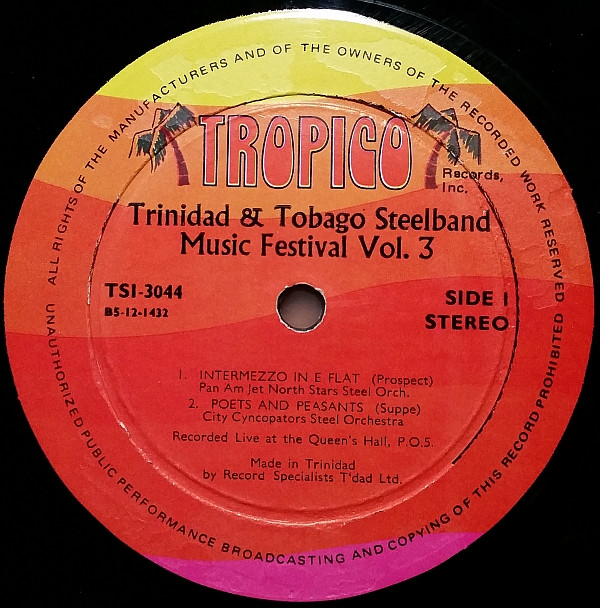 ALL RIGHTS OF THE MANUFACTURERS AND OF THE OWNERS OF THE RECORDED WORK RESERVED
TROPICO
Records,
Inc.
Trinidad & Tobago Steelband
Music Festival Vol. 3
TSI-3044
B5-12-1432
SIDE I
STEREO
1. INTERMEZZO IN E FLAT (Prospect)
Pan Am Jet North Stars Steel Orch.
2. POETS AND PEASANTS (Suppe)
City Cyncopators Steel Orchestra
Recorded Live at the Queen's Hall, P.O.S.
Made in Trinidad
by Record Specialists T'dad Ltd.
UNAUTHORIZED PUBLIC PERFORMANCE BROADCASTING AND COPYING OF THIS RECORD PROHIBITED